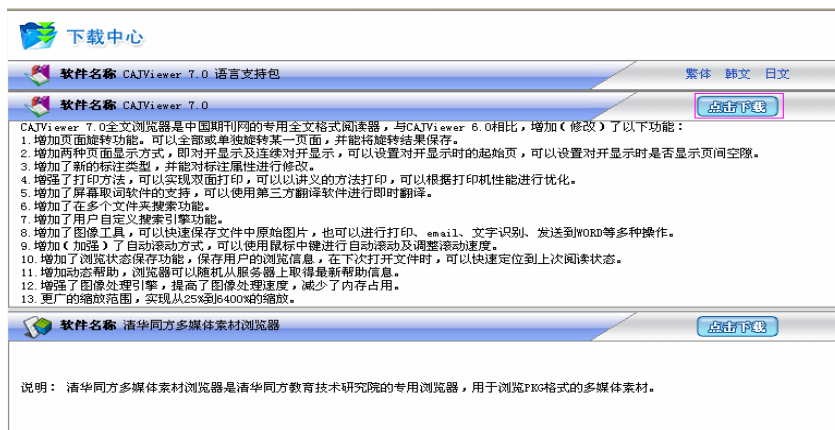 下载中心
软件名称 CAJViewer 7.0 语言支持包 繁体 韩文 日文
软件名称 CAJViewer 7.0 点击下载
CAJViewer 7.0全文浏览器是中国期刊网的专用全文格式阅读器，与CAJViewer 6.0相比，增加（修改）了以下功能：
1.增加页面旋转功能。可以全部或单独旋转某一页面，并能将旋转结果保存。
2.增加两种页面显示方式，即对开显示及连续对开显示，可以设置对开显示时的起始页，可以设置对开显示时是否显示页间空隙。
3.增加了新的标注类型，并能对标注属性进行修改。
4.增强了打印方法，可以实现双面打印，可以以讲义的方法打印，可以根据打印机性能进行优化。
5.增加了屏幕取词软件的支持，可以使用第三方翻译软件进行即时翻译。
6.增加了在多个文件夹搜索功能。
7.增加了用户自定义搜索引擎功能。
8.增加了图像工具，可以快速保存文件中原始图片，也可以进行打印、email、文字识别、发送到WORD等多种操作。
9.增加（加强）了自动滚动方式，可以使用鼠标中键进行自动滚动及调整滚动速度。
10.增加了浏览状态保存功能，保存用户的浏览信息，在下次打开文件时，可以快速定位到上次阅读状态。
11.增加动态帮助，浏览器可以随机从服务器上取得最新帮助信息。
12.增强了图像处理引擎，提高了图像处理速度，减少了内存占用。
13.更广的缩放范围，实现从25%到6400%的缩放。
软件名称 清华同方多媒体素材浏览器 点击下载
说明： 清华同方多媒体素材浏览器是清华同方教育技术研究院的专用浏览器，用于浏览PKG格式的多媒体素材。